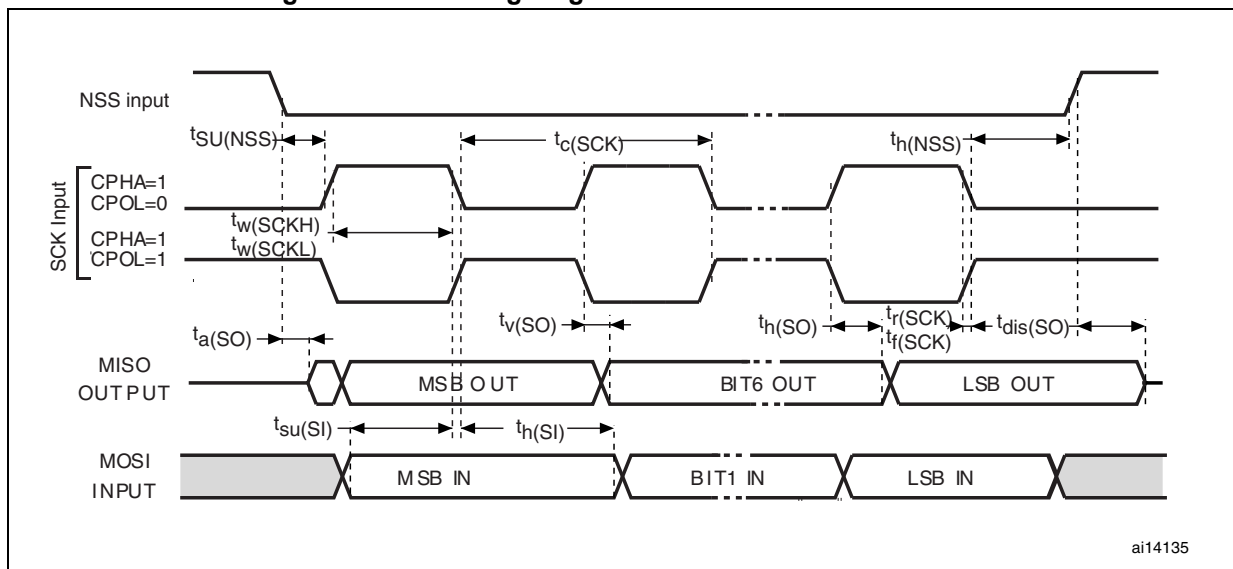 NSS input
tSU(NSS)
tc(SCK)
th(NSS)
SCK Input
CPHA=1
CPOL=0
tw(SCKH)
tw(SCKL)
CPHA=1
CPOL=1
ta(SO)
tv(SO)
th(SO)
tr(SCK)
tf(SCK)
tdis(SO)
MISO
OUTPUT
MSB OUT
BIT6 OUT
LSB OUT
tsu(SI)
th(SI)
MOSI
INPUT
MSB IN
BIT1 IN
LSB IN
ai14135